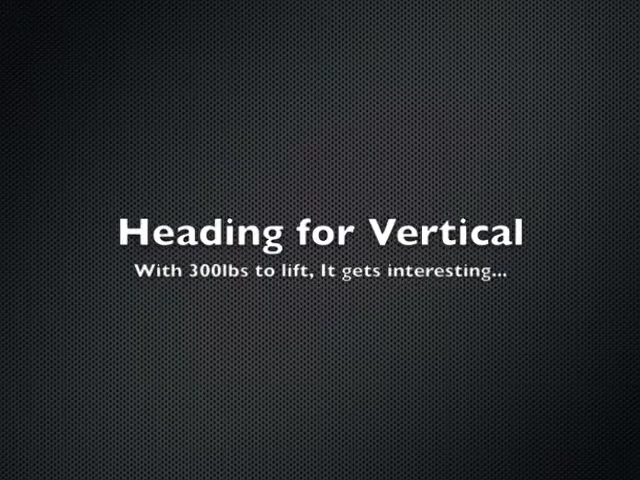 Heading for Vertical
With 300lbs to lift, It gets interesting...